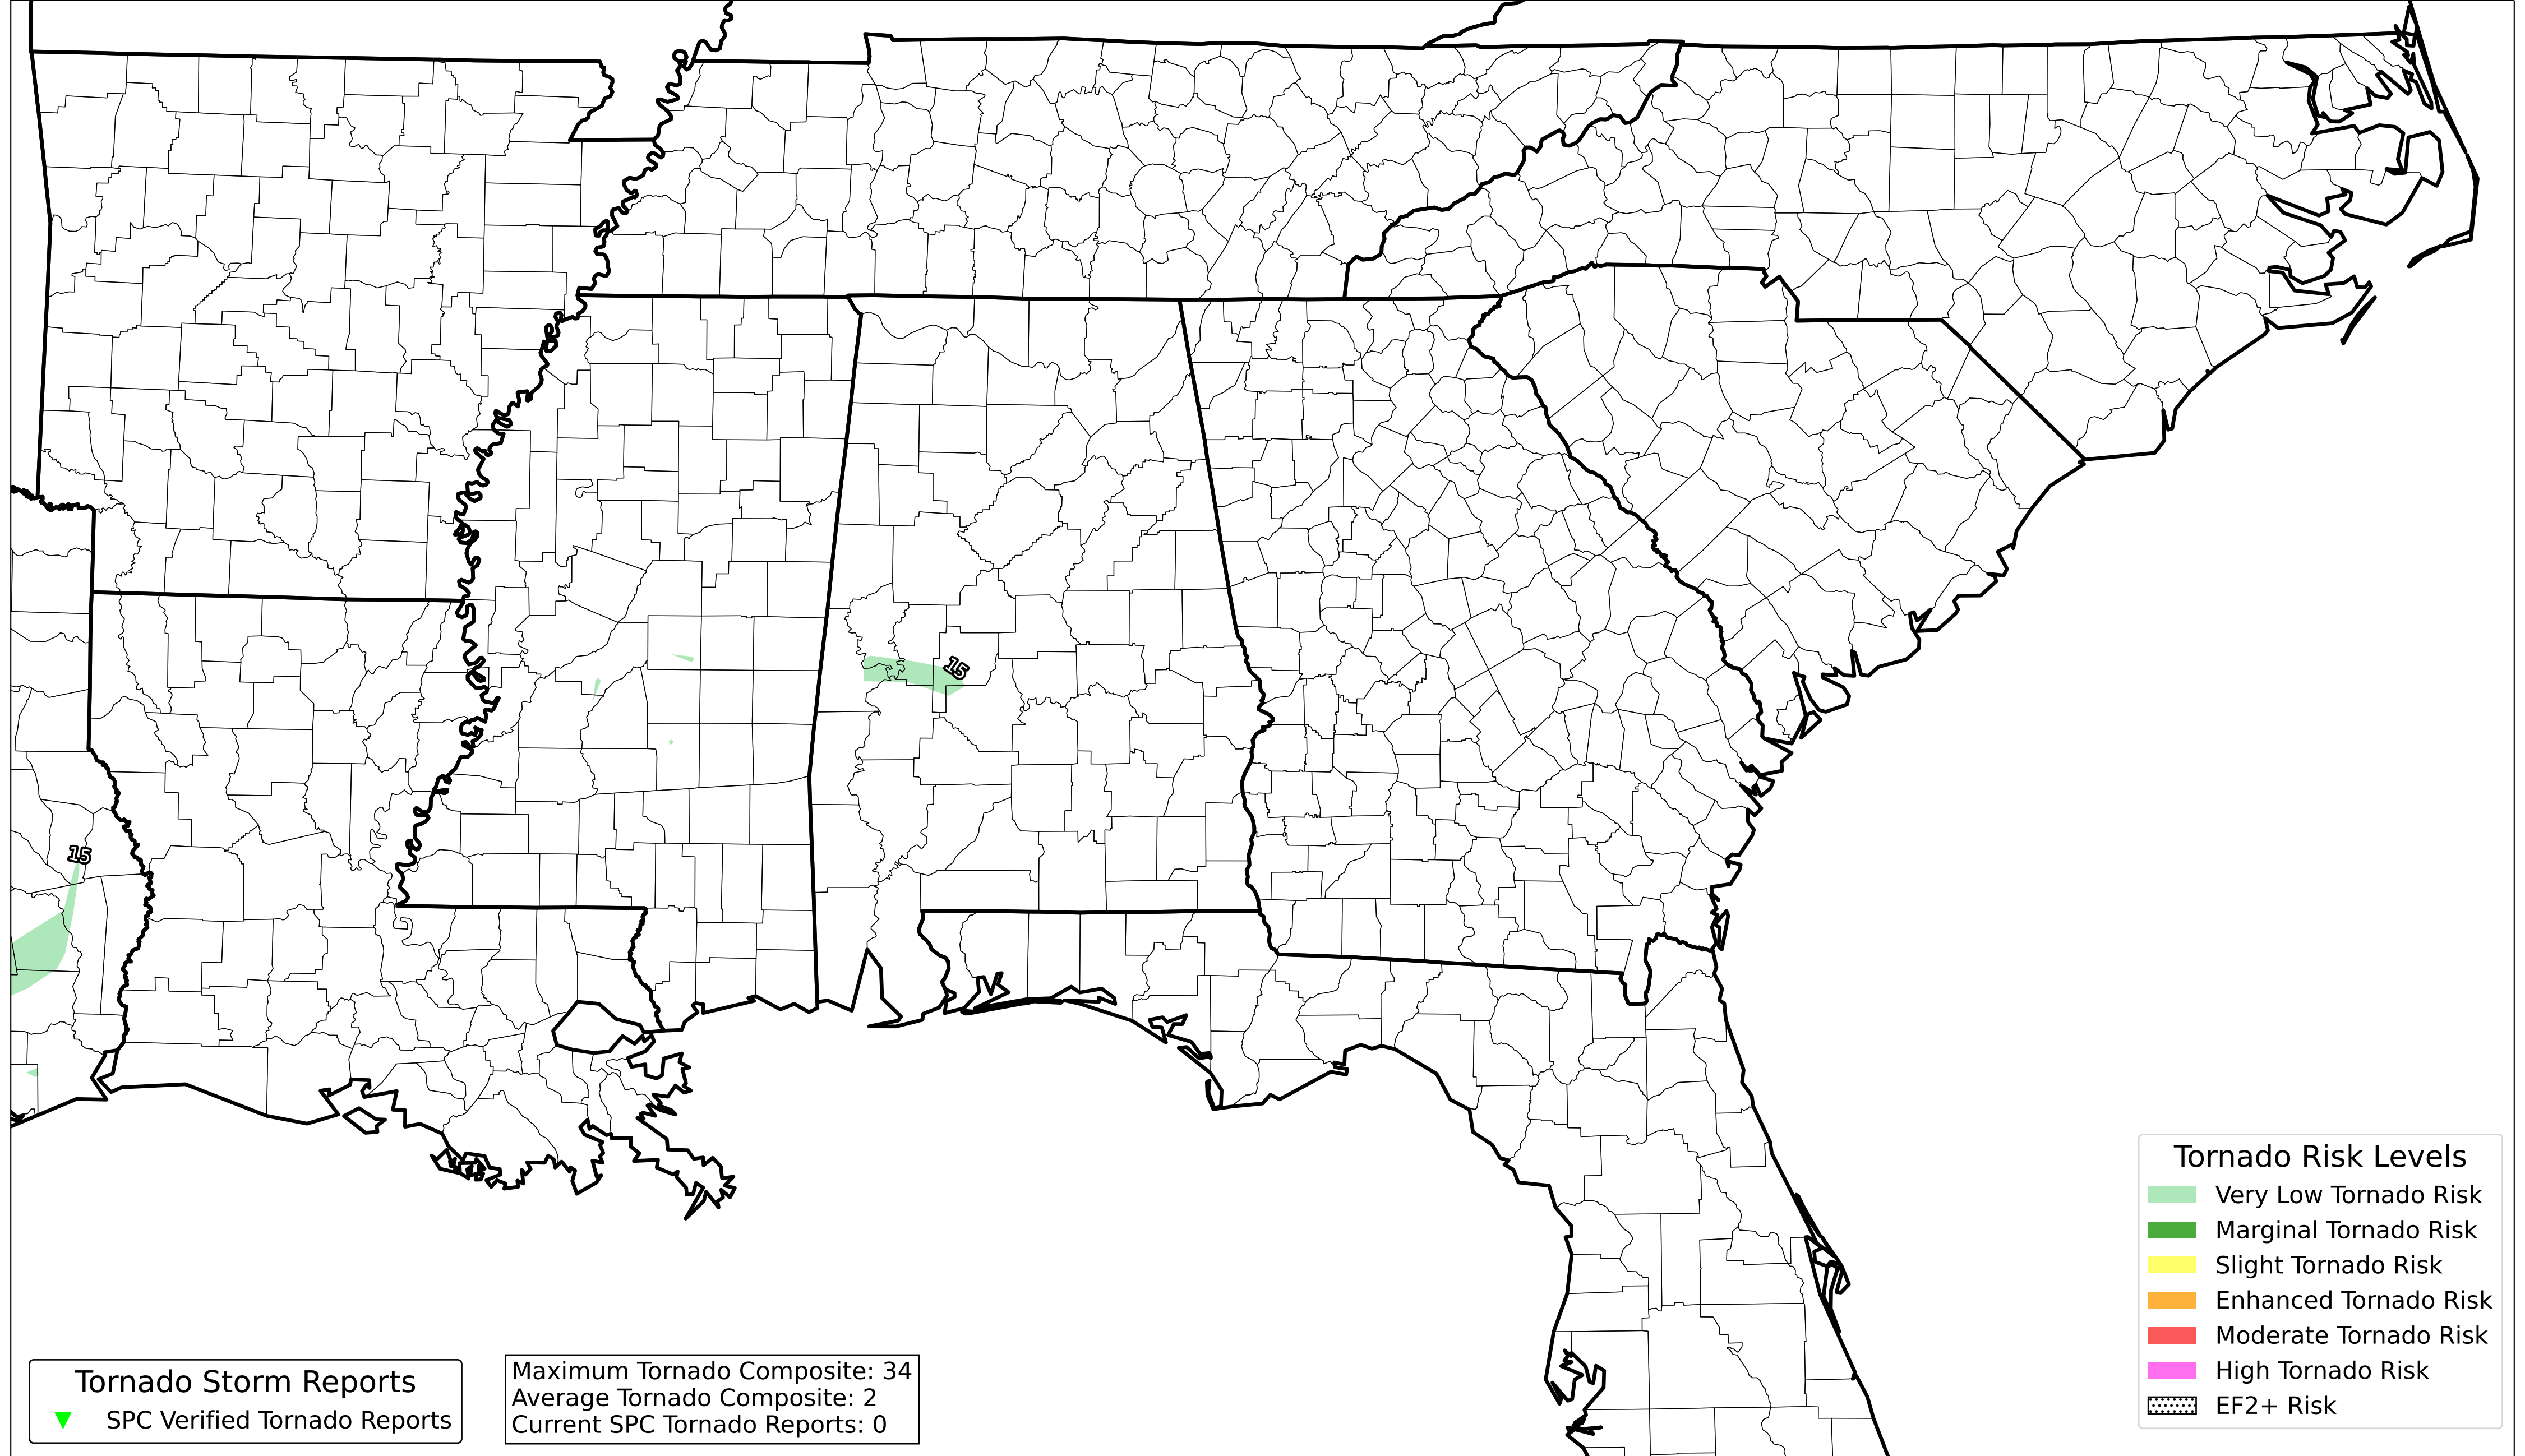 15
15
Tornado Risk Levels
Very Low Tornado Risk
Marginal Tornado Risk
Slight Tornado Risk
Enhanced Tornado Risk
Moderate Tornado Risk
High Tornado Risk
EF2+ Risk
Tornado Storm Reports
SPC Verified Tornado Reports
Maximum Tornado Composite: 34
Average Tornado Composite: 2
Current SPC Tornado Reports: 0